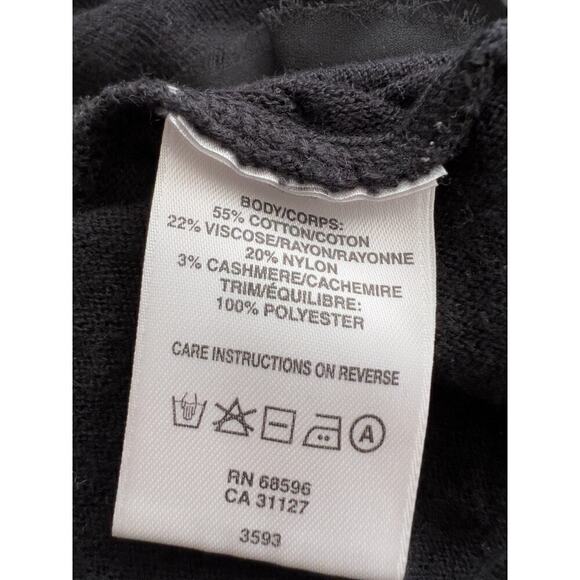 BODY/CORPS:
55% COTTON/COTON
22% VISCOSE/RAYON/RAYONNE
20% NYLON
3% CASHMERE/CACHEMIRE
TRIM/ÉQUILIBRE:
100% POLYESTER
CARE INSTRUCTIONS ON REVERSE
A
RN 68596
CA 31127
3593